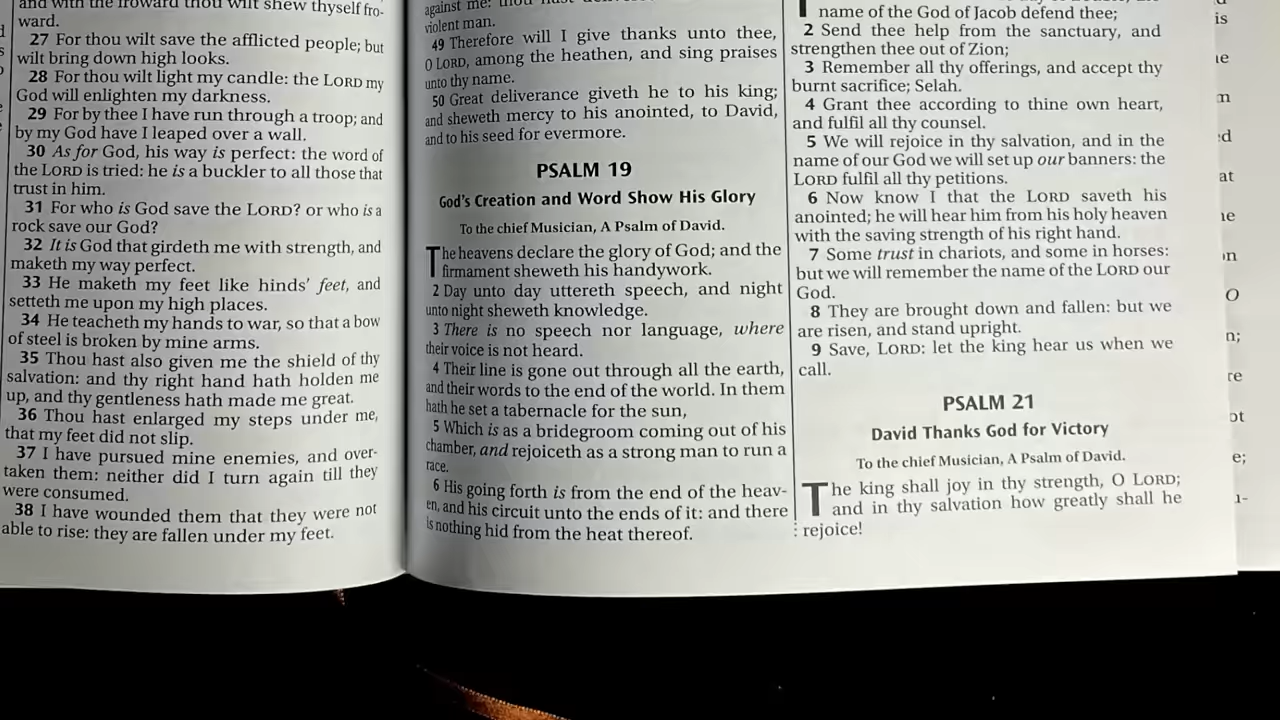 and with the froward thou wilt shew thyself fro-
ward.
27 For thou wilt save the afflicted people; but
wilt bring down high looks.
28 For thou wilt light my candle: the LORD my
God will enlighten my darkness.
29 For by thee I have run through a troop; and
by my God have I leaped over a wall.
30 As for God, his way is perfect: the word of
the LORD is tried: he is a buckler to all those that
trust in him.
31 For who is God save the LORD? or who is a
rock save our God?
32 It is God that girdeth me with strength, and
maketh my way perfect.
33 He maketh my feet like hinds' feet, and
setteth me upon my high places.
34 He teacheth my hands to war, so that a bow
of steel is broken by mine arms.
35 Thou hast also given me the shield of thy
salvation: and thy right hand hath holden me
up, and thy gentleness hath made me great.
36 Thou hast enlarged my steps under me,
that my feet did not slip.
37 I have pursued mine enemies, and over-
taken them: neither did I turn again till they
were consumed.
38 I have wounded them that they were not
able to rise: they are fallen under my feet.
against me: thou hast
violent man.
49 Therefore will I give thanks unto thee,
O LORD, among the heathen, and sing praises
unto thy name.
50 Great deliverance giveth he to his king;
and sheweth mercy to his anointed, to David,
and to his seed for evermore.
PSALM 19
God's Creation and Word Show His Glory
To the chief Musician, A Psalm of David.
The heavens declare the glory of God; and the
firmament sheweth his handywork.
2 Day unto day uttereth speech, and night
unto night sheweth knowledge.
3 There is no speech nor language, where
their voice is not heard.
4 Their line is gone out through all the earth,
and their words to the end of the world. In them
hath he set a tabernacle for the sun,
5 Which is as a bridegroom coming out of his
chamber, and rejoiceth as a strong man to run a
race.
6 His going forth is from the end of the heav-
en, and his circuit unto the ends of it: and there
is nothing hid from the heat thereof.
name of the God of Jacob defend thee;
2 Send thee help from the sanctuary, and
strengthen thee out of Zion;
3 Remember all thy offerings, and accept thy
burnt sacrifice; Selah.
4 Grant thee according to thine own heart,
and fulfil all thy counsel.
5 We will rejoice in thy salvation, and in the
name of our God we will set up our banners: the
LORD fulfil all thy petitions.
6 Now know I that the LORD saveth his
anointed; he will hear him from his holy heaven
with the saving strength of his right hand.
7 Some trust in chariots, and some in horses:
but we will remember the name of the LORD our
God.
8 They are brought down and fallen: but we
are risen, and stand upright.
9 Save, LORD: let the king hear us when we
call.
PSALM 21
David Thanks God for Victory
To the chief Musician, A Psalm of David.
The king shall joy in thy strength, O LORD;
and in thy salvation how greatly shall he
rejoice!